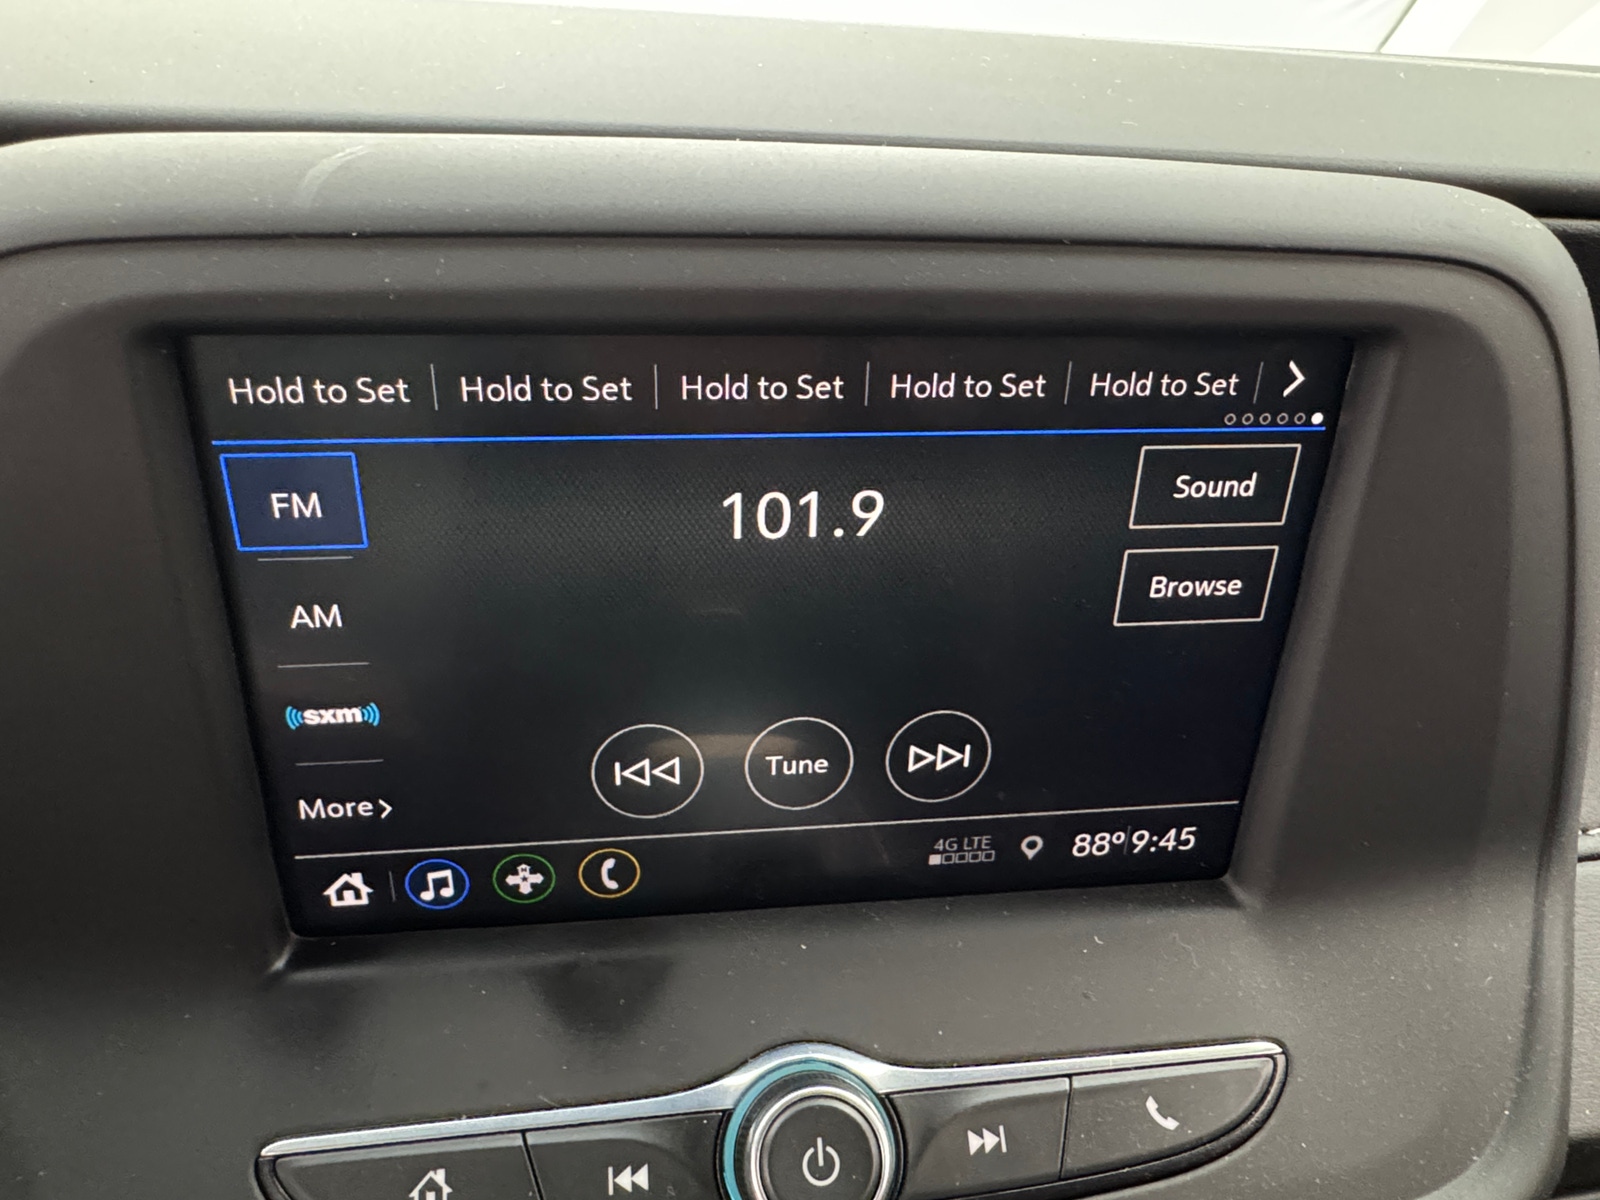 Hold to Set Hold to Set Hold to Set Hold to Set Hold to Set
FM
101.9
Sound
Browse
AM
sxm
Tune
More
4G LTE
88° 9:45